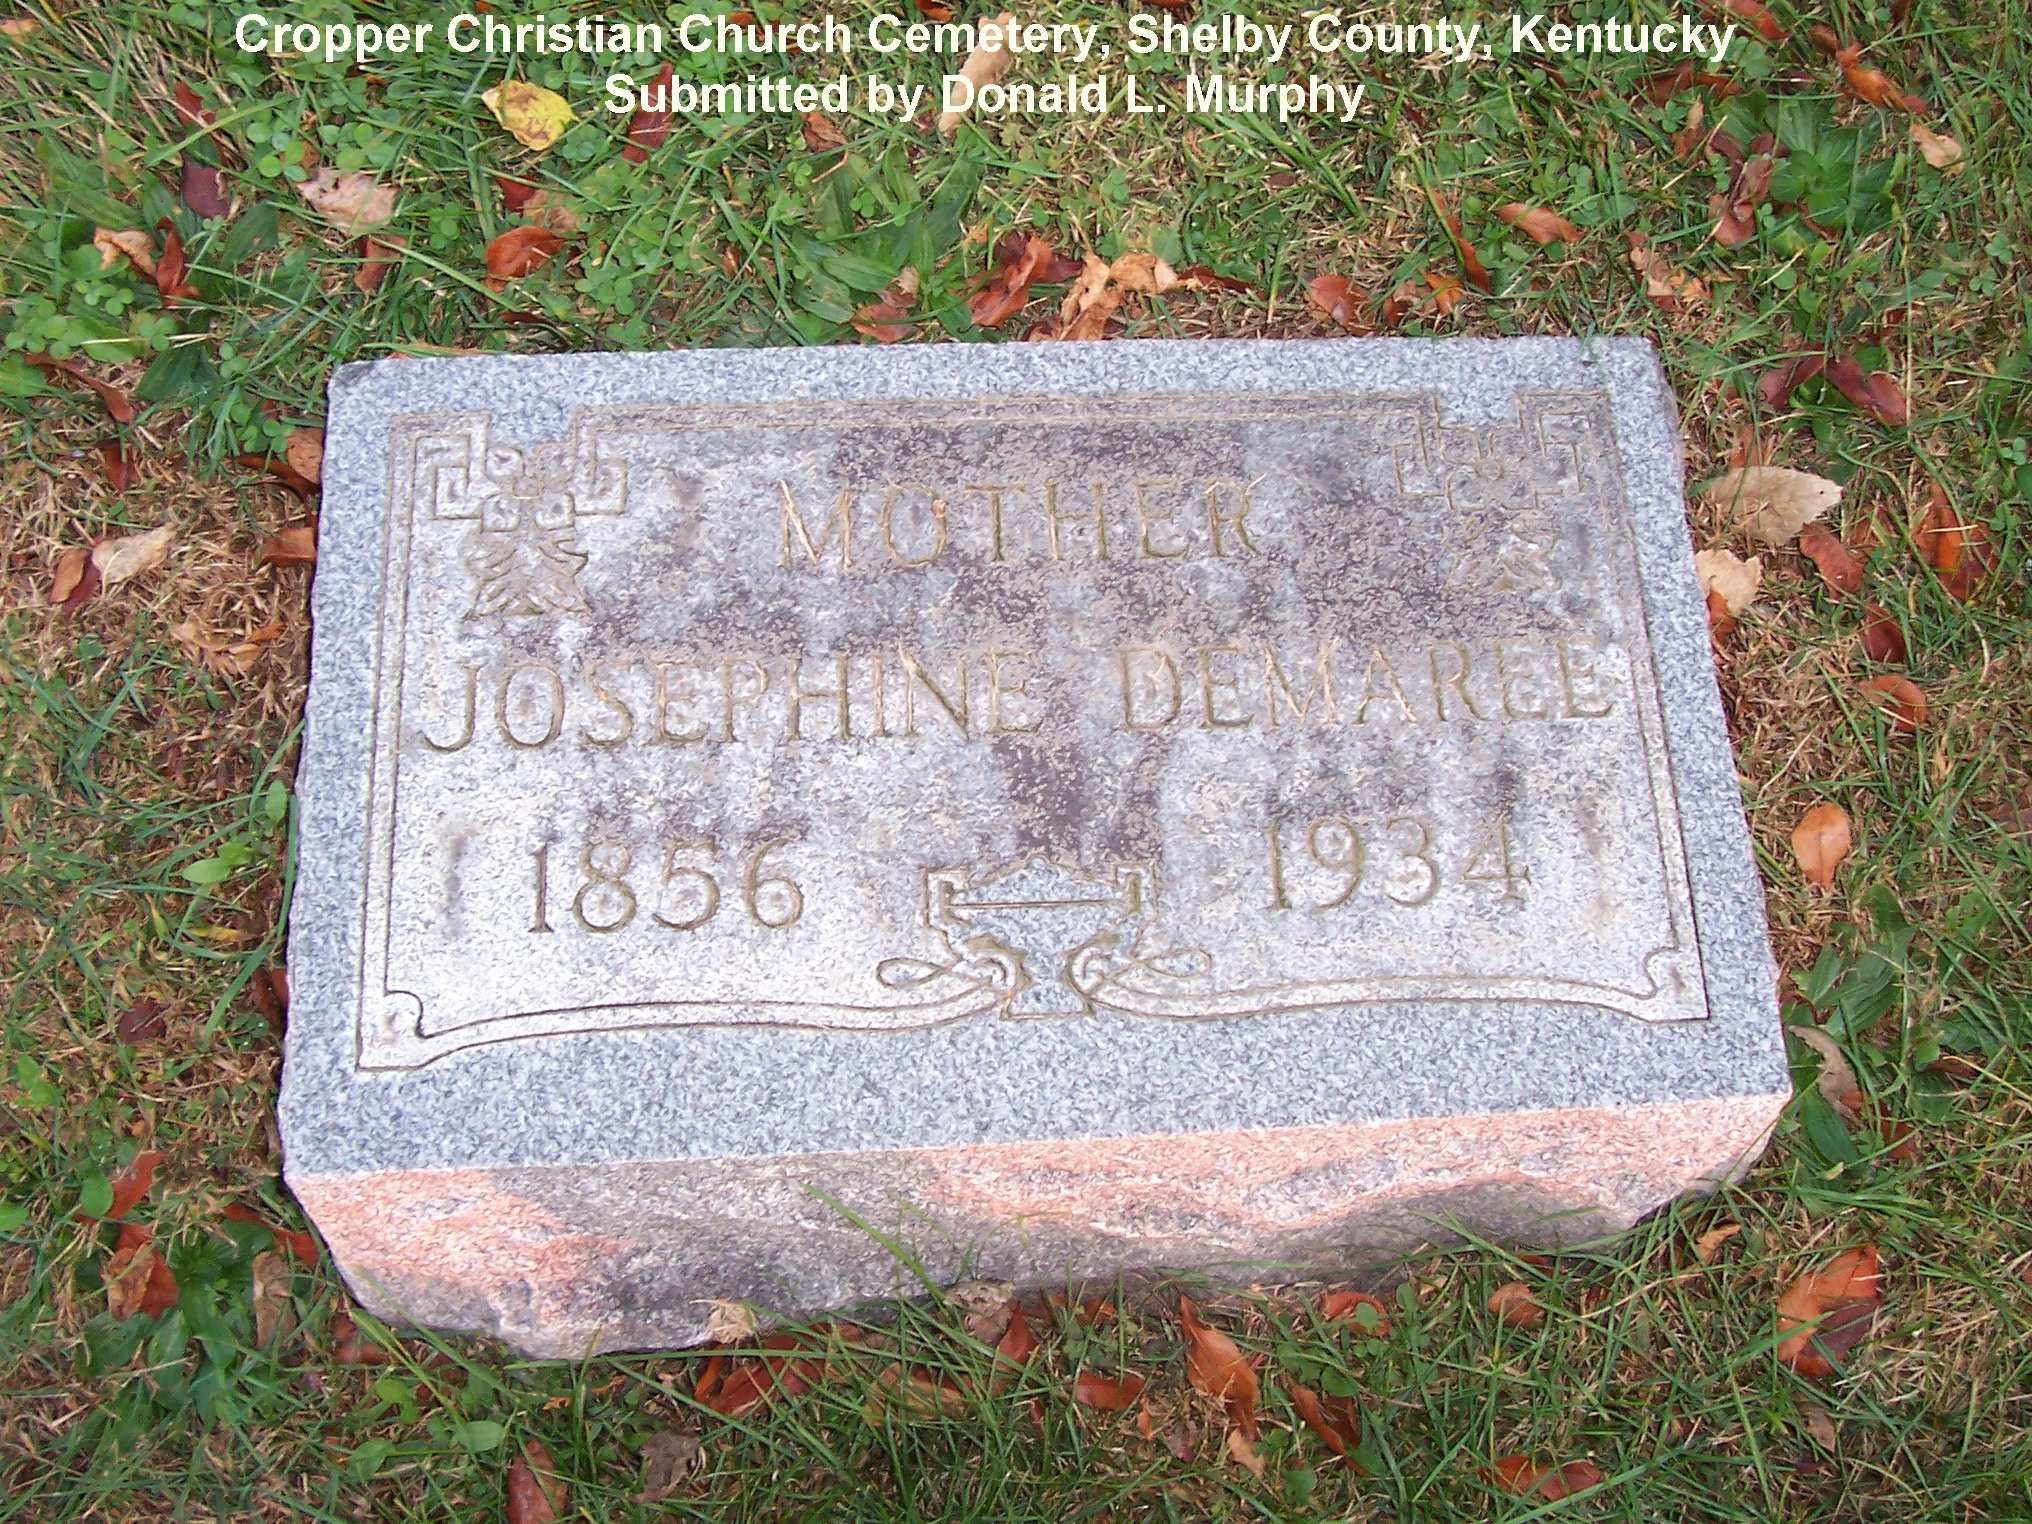 Cropper Christian Church Cemetery, Shelby County, Kentucky
Submitted by Donald L. Murphy
MOTHER
JOSEPHINE DEMAREE
1856 1934